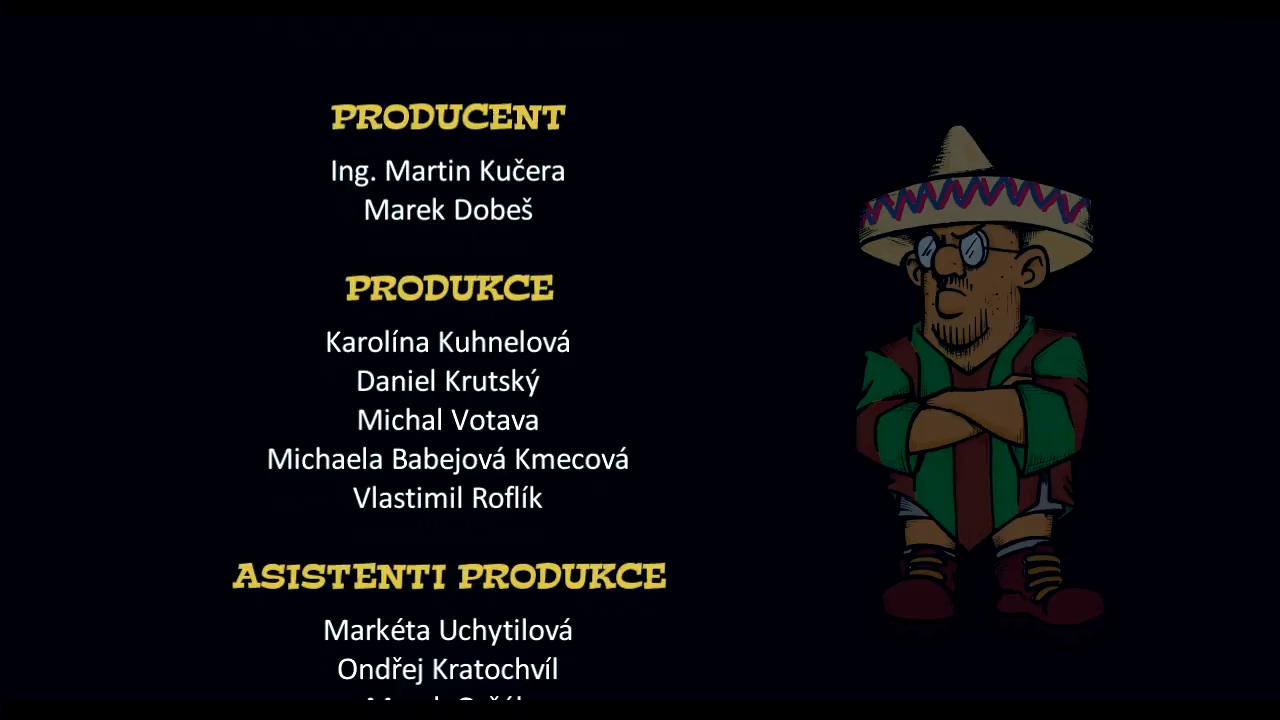 PRODUCENT
Ing. Martin Kučera
Marek Dobeš
PRODUKCE
Karolína Kuhnelová
Daniel Krutský
Michal Votava
Michaela Babejová Kmecová
Vlastimil Roflík
ASISTENTI PRODUKCE
Markéta Uchytilová
Ondřej Kratochvíl